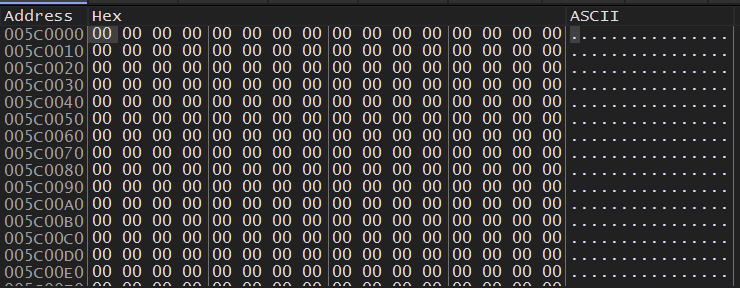 Address Hex ASCII
005C0000 00 00 00 00 00 00 00 00 00 00 00 00 00 00 00 00 ................
005C0010 00 00 00 00 00 00 00 00 00 00 00 00 00 00 00 00 ................
005C0020 00 00 00 00 00 00 00 00 00 00 00 00 00 00 00 00 ................
005C0030 00 00 00 00 00 00 00 00 00 00 00 00 00 00 00 00 ................
005C0040 00 00 00 00 00 00 00 00 00 00 00 00 00 00 00 00 ................
005C0050 00 00 00 00 00 00 00 00 00 00 00 00 00 00 00 00 ................
005C0060 00 00 00 00 00 00 00 00 00 00 00 00 00 00 00 00 ................
005C0070 00 00 00 00 00 00 00 00 00 00 00 00 00 00 00 00 ................
005C0080 00 00 00 00 00 00 00 00 00 00 00 00 00 00 00 00 ................
005C0090 00 00 00 00 00 00 00 00 00 00 00 00 00 00 00 00 ................
005C00A0 00 00 00 00 00 00 00 00 00 00 00 00 00 00 00 00 ................
005C00B0 00 00 00 00 00 00 00 00 00 00 00 00 00 00 00 00 ................
005C00C0 00 00 00 00 00 00 00 00 00 00 00 00 00 00 00 00 ................
005C00D0 00 00 00 00 00 00 00 00 00 00 00 00 00 00 00 00 ................
005C00E0 00 00 00 00 00 00 00 00 00 00 00 00 00 00 00 00 ................